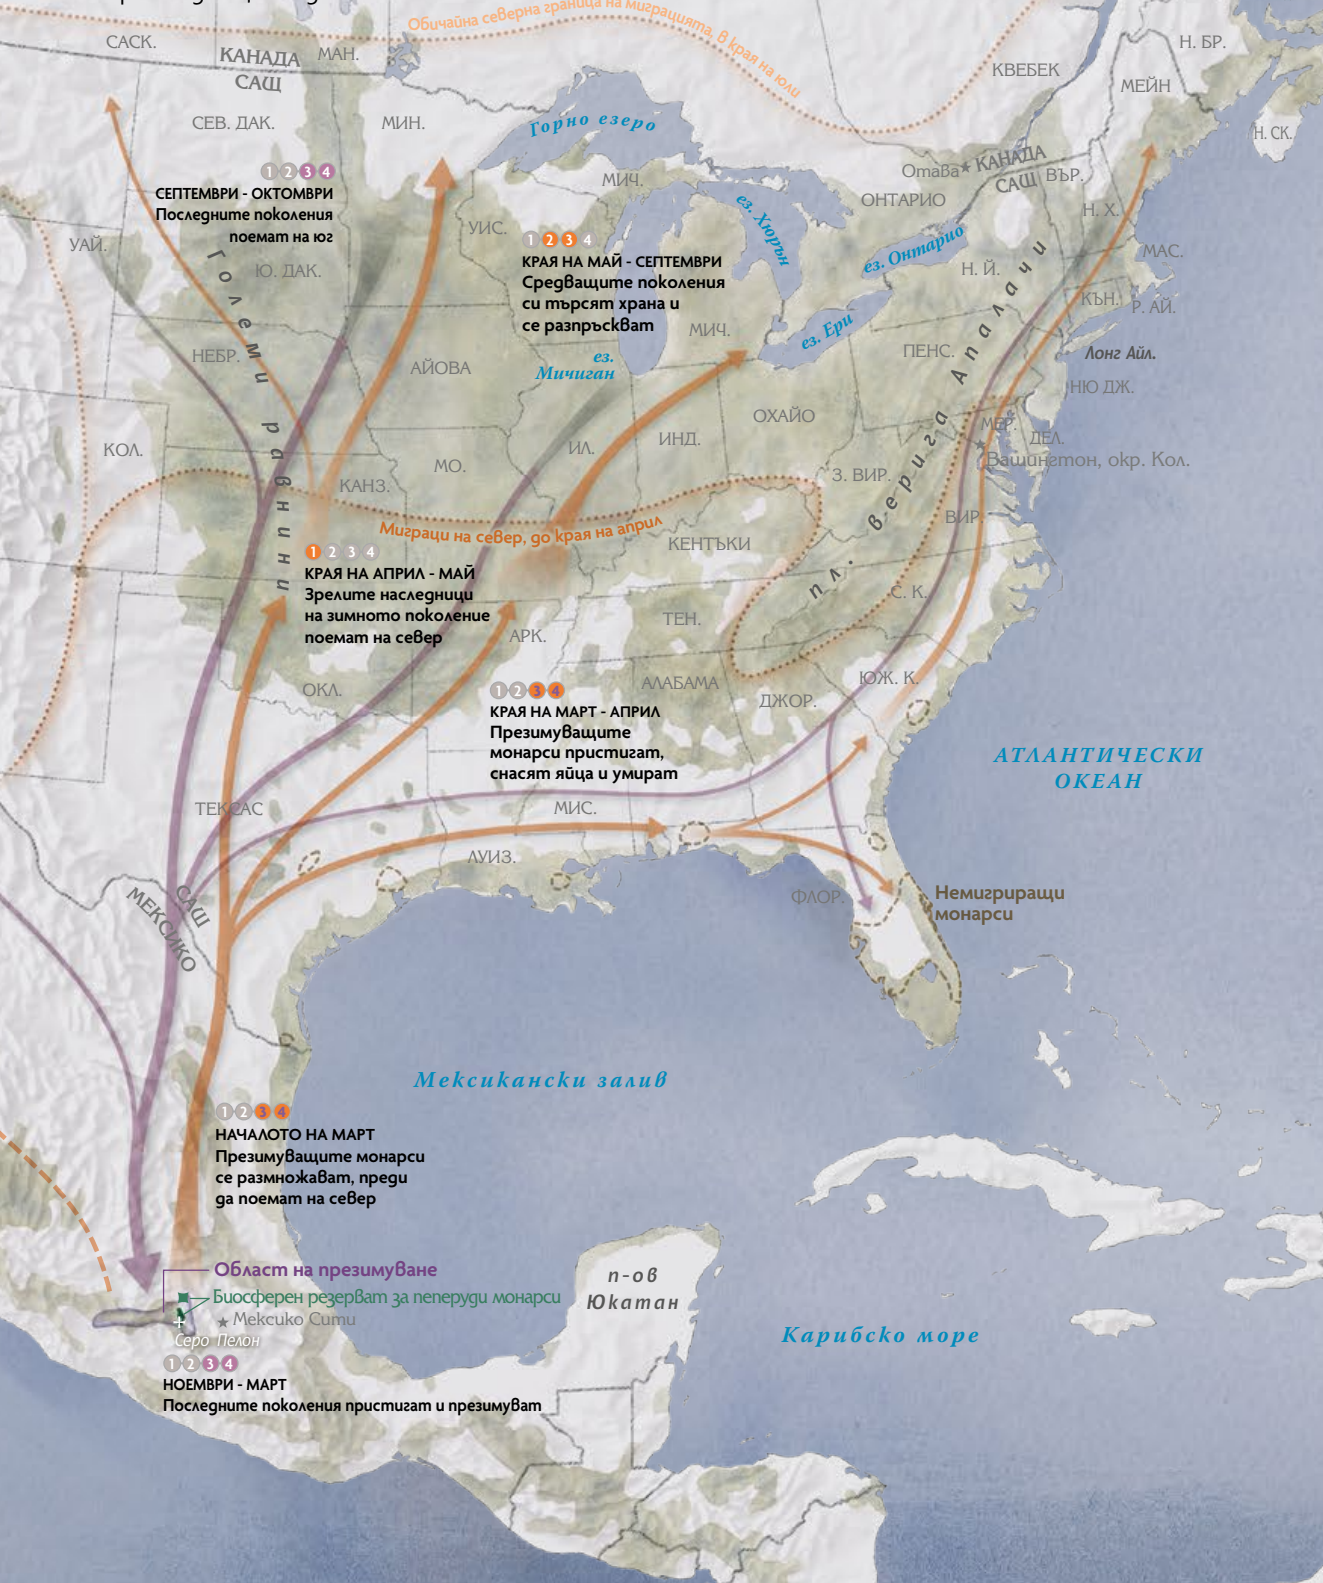 Обичайна северна граница на миграцията, в края на юли
САСК.
КАНАДА
МАН.
САЩ
КВЕБЕК
Н. БР.
МЕЙН
СЕВ. ДАК.
МИН.
Горно езеро
Н. СК.
Отава
КАНАДА
САЩ
ВЪР.
1 2 3 4
СЕПТЕМВРИ - ОКТОМВРИ
Последните поколения
поемат на юг
МИЧ.
ОНТАРИО
Н. Х.
УАЙ.
Ю. ДАК.
УИС.
ез. Хюрън
ез. Онтарио
Н. Й.
МАС.
1 2 3 4
КРАЯ НА МАЙ - СЕПТЕМВРИ
Средващите поколения
си търсят храна и
се разпръскват
КЪН.
Р. АЙ.
МИЧ.
ез. Ери
ПЕНС.
Лонг Айл.
НЕБР.
АЙОВА
ез.
Мичиган
НЮ ДЖ.
Големи равнини
пл. верига Апалачи
ОХАЙО
МЕР.
ДЕЛ.
КОЛ.
ИЛ.
ИНД.
Вашингтон, окр. Кол.
МО.
З. ВИР.
КАНЗ.
ВИР.
Миграци на север, до края на април
КЕНТЪКИ
1 2 3 4
КРАЯ НА АПРИЛ - МАЙ
Зрелите наследници
на зимното поколение
поемат на север
С. К.
ТЕН.
АРК.
ОКЛ.
АЛАБАМА
ЮЖ. К.
ДЖОР.
1 2 3 4
КРАЯ НА МАРТ - АПРИЛ
Презимуващите
монарси пристигат,
снасят яйца и умират
АТЛАНТИЧЕСКИ
ОКЕАН
ТЕКСАС
МИС.
ЛУИЗ.
ФЛОР.
Немигриращи
монарси
САЩ
МЕКСИКО
Мексикански залив
1 2 3 4
НАЧАЛОТО НА МАРТ
Презимуващите монарси
се размножават, преди
да поемат на север
Област на презимуване
Биосферен резерват за пеперуди монарси
Мексико Сити
Серо Пелон
п-ов
Юкатан
Карибско море
1 2 3 4
НОЕМВРИ - МАРТ
Последните поколения пристигат и презимуват